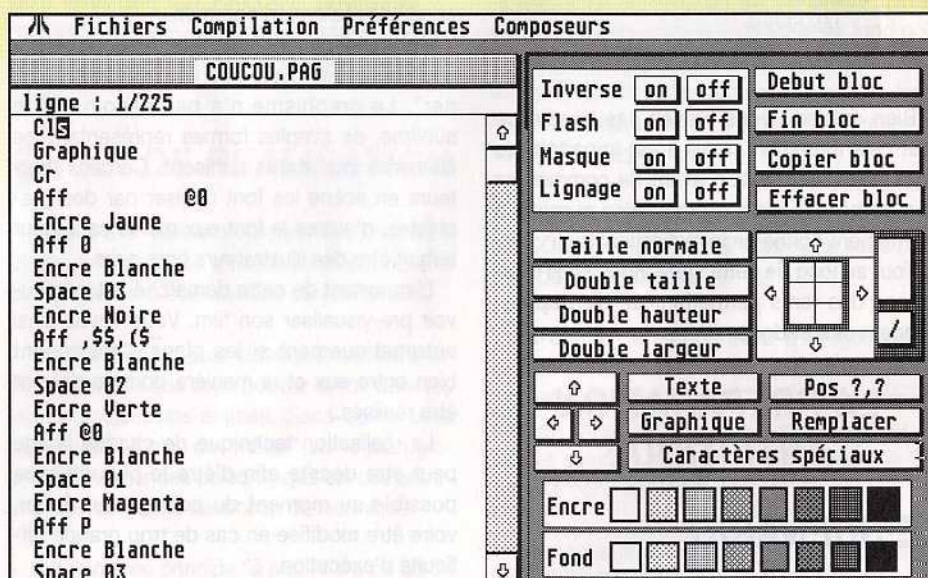 Fichiers Compilation Préférences Composeurs
COUCOU.PAG
ligne : 1/225
Cls
Graphique
Cr
Aff @0
Encre Jaune
Aff 0
Encre Blanche
Space 03
Encre Noire
Aff ,$$,($
Encre Blanche
Space 02
Encre Verte
Aff @0
Encre Blanche
Space 01
Encre Magenta
Aff P
Encre Blanche
Space 03
Inverse on off
Flash on off
Masque on off
Lignage on off
Debut bloc
Fin bloc
Copier bloc
Effacer bloc
Taille normale
Double taille
Double hauteur
Double largeur
Texte Pos ?,?
Graphique Remplacer
Caractères spéciaux
Encre
Fond